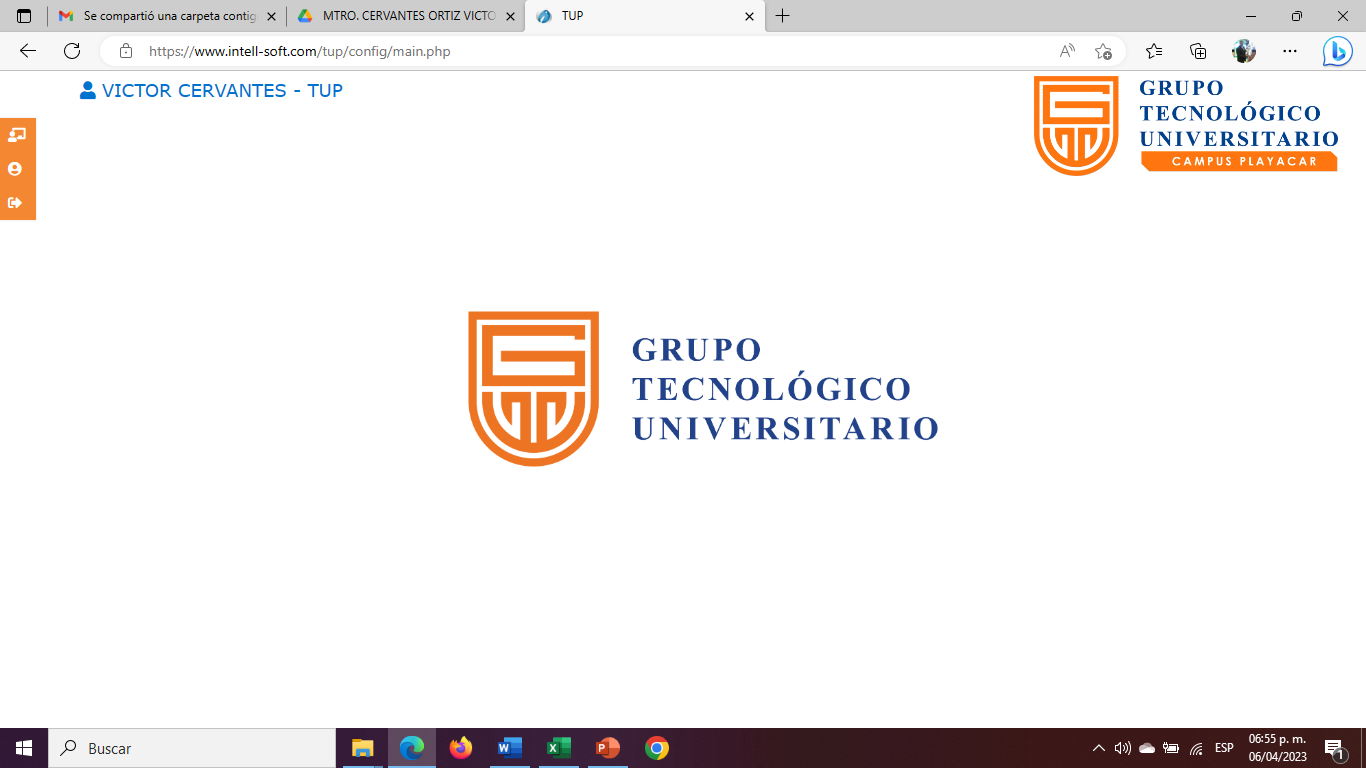 Se compartió una carpeta contig
MTRO. CERVANTES ORTIZ VICTO
TUP
https://www.intell-soft.com/tup/config/main.php
VICTOR CERVANTES - TUP
GRUPO
TECNOLÓGICO
UNIVERSITARIO
CAMPUS PLAYACAR
GRUPO
TECNOLÓGICO
UNIVERSITARIO
Buscar
ESP
06:55 p. m.
06/04/2023
1